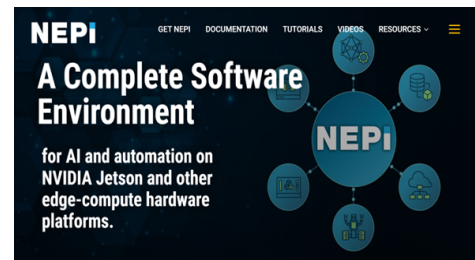 NEPi
GET NEPI DOCUMENTATION TUTORIALS VIDEOS RESOURCES
A Complete Software
Environment
for AI and automation on
NVIDIA Jetson and other
edge-compute hardware
platforms.
NEPi